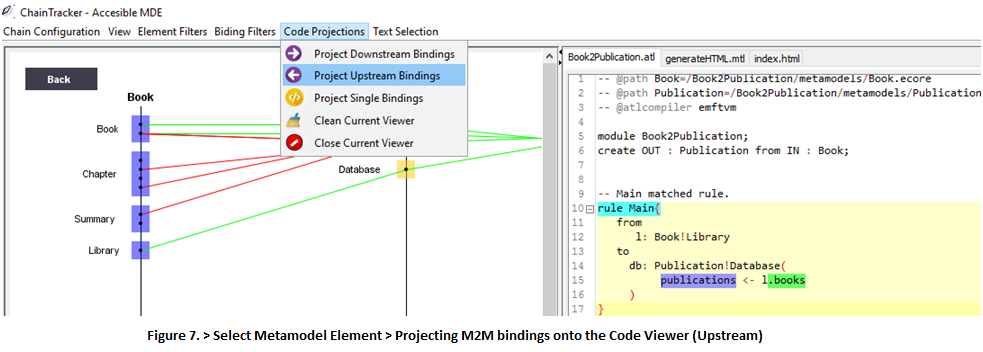 ChainTracker - Accesible MDE
Chain Configuration View Element Filters Biding Filters Code Projections Text Selection
Project Downstream Bindings
Project Upstream Bindings
Project Single Bindings
Clean Current Viewer
Close Current Viewer
Back
Book
Book
Chapter
Summary
Library
Database
Book2Publication.atl generateHTML.mtl index.html
1 -- @path Book=/Book2Publication/metamodels/Book.ecore
2 -- @path Publication=/Book2Publication/metamodels/Publication
3 -- @atlcompiler emftvm
4
5 module Book2Publication;
6 create OUT : Publication from IN : Book;
7
8
9 -- Main matched rule.
10 rule Main{
11 from
12 l: Book!Library
13 to
14 db: Publication!Database(
15 publications <- l.books
16 )
17 }
Figure 7. > Select Metamodel Element > Projecting M2M bindings onto the Code Viewer (Upstream)